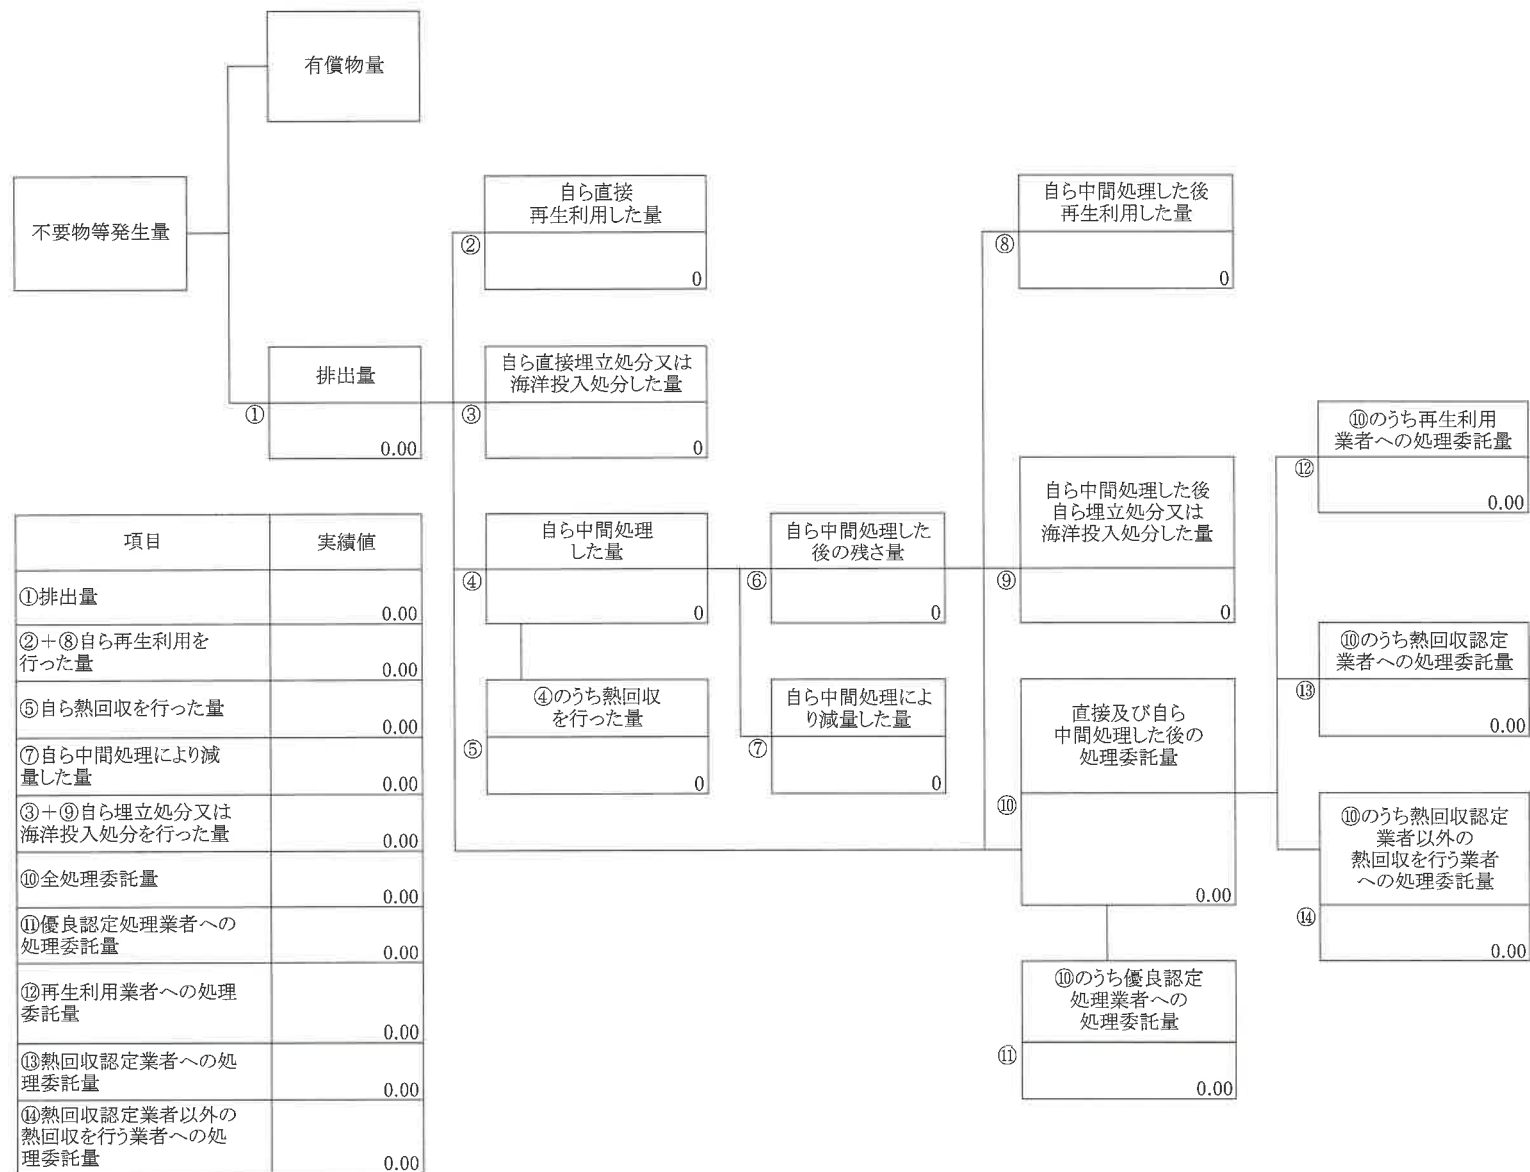 有償物量
不要物等発生量
排出量
①
0.00
自ら直接
再生利用した量
②
0
自ら直接埋立処分又は
海洋投入処分した量
③
0
自ら中間処理
した量
④
0
④のうち熱回収
を行った量
⑤
0
自ら中間処理した
後の残さ量
⑥
0
自ら中間処理によ
り減量した量
⑦
0
自ら中間処理した後
再生利用した量
⑧
0
自ら中間処理した後
自ら埋立処分又は
海洋投入処分した量
⑨
0
直接及び自ら
中間処理した後の
処理委託量
⑩
0.00
⑩のうち優良認定
処理業者への
処理委託量
⑪
0.00
⑩のうち再生利用
業者への処理委託量
⑫
0.00
⑩のうち熱回収認定
業者への処理委託量
⑬
0.00
⑩のうち熱回収認定
業者以外の
熱回収を行う業者
への処理委託量
⑭
0.00
項目 実績値
①排出量
0.00
②+⑧自ら再生利用を
行った量
0.00
⑤自ら熱回収を行った量
0.00
⑦自ら中間処理により減
量した量
0.00
③+⑨自ら埋立処分又は
海洋投入処分を行った量
0.00
⑩全処理委託量
0.00
⑪優良認定処理業者への
処理委託量
0.00
⑫再生利用業者への処理
委託量
0.00
⑬熱回収認定業者への処
理委託量
0.00
⑭熱回収認定業者以外の
熱回収を行う業者への処
理委託量
0.00